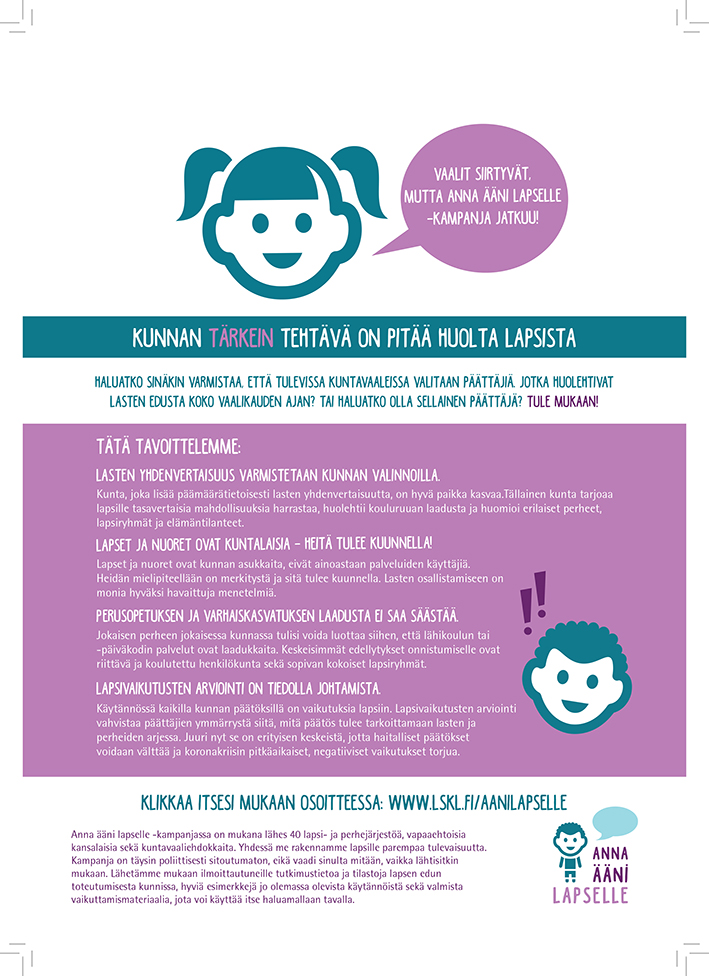 VAALIT SIIRTYVÄT,
MUTTA ANNA ÄÄNI LAPSELLE
-KAMPANJA JATKUU!
KUNNAN TÄRKEIN TEHTÄVÄ ON PITÄÄ HUOLTA LAPSISTA
HALUATKO SINÄKIN VARMISTAA, ETTÄ TULEVISSA KUNTAVAALEISSA VALITAAN PÄÄTTÄJIÄ, JOTKA HUOLEHTIVAT
LASTEN EDUSTA KOKO VAALIKAUDEN AJAN? TAI HALUATKO OLLA SELLAINEN PÄÄTTÄJÄ? TULE MUKAAN!
TÄTÄ TAVOITTELEMME:
LASTEN YHDENVERTAISUUS VARMISTETAAN KUNNAN VALINNOILLA.
Kunta, joka lisää päämäärätietoisesti lasten yhdenvertaisuutta, on hyvä paikka kasvaa.Tällainen kunta tarjoaa
lapsille tasavertaisia mahdollisuuksia harrastaa, huolehtii kouluruuan laadusta ja huomioi erilaiset perheet,
lapsiryhmät ja elämäntilanteet.
LAPSET JA NUORET OVAT KUNTALAISIA – HEITÄ TULEE KUUNNELLA!
Lapset ja nuoret ovat kunnan asukkaita, eivät ainoastaan palveluiden käyttäjiä.
Heidän mielipiteellään on merkitystä ja sitä tulee kuunnella. Lasten osallistamiseen on
monia hyväksi havaittuja menetelmiä.
PERUSOPETUKSEN JA VARHAISKASVATUKSEN LAADUSTA EI SAA SÄÄSTÄÄ.
Jokaisen perheen jokaisessa kunnassa tulisi voida luottaa siihen, että lähikoulun tai
-päiväkodin palvelut ovat laadukkaita. Keskeisimmät edellytykset onnistumiselle ovat
riittävä ja koulutettu henkilökunta sekä sopivan kokoiset lapsiryhmät.
LAPSIVAIKUTUSTEN ARVIOINTI ON TIEDOLLA JOHTAMISTA.
Käytännössä kaikilla kunnan päätöksillä on vaikutuksia lapsiin. Lapsivaikutusten arviointi
vahvistaa päättäjien ymmärrystä siitä, mitä päätös tulee tarkoittamaan lasten ja
perheiden arjessa. Juuri nyt se on erityisen keskeistä, jotta haitalliset päätökset
voidaan välttää ja koronakriisin pitkäaikaiset, negatiiviset vaikutukset torjua.
!!
KLIKKAA ITSESI MUKAAN OSOITTEESSA: WWW.LSKL.FI/AANILAPSELLE
Anna ääni lapselle -kampanjassa on mukana lähes 40 lapsi- ja perhejärjestöä, vapaaehtoisia
kansalaisia sekä kuntavaaliehdokkaita. Yhdessä me rakennamme lapsille parempaa tulevaisuutta.
Kampanja on täysin poliittisesti sitoutumaton, eikä vaadi sinulta mitään, vaikka lähtisitkin
mukaan. Lähetämme mukaan ilmoittautuneille tutkimustietoa ja tilastoja lapsen edun
toteutumisesta kunnissa, hyviä esimerkkejä jo olemassa olevista käytännöistä sekä valmista
vaikuttamismateriaalia, jota voi käyttää itse haluamallaan tavalla.
ANNA
ÄÄNI
LAPSELLE